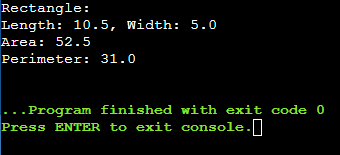 Rectangle:
Length: 10.5, Width: 5.0
Area: 52.5
Perimeter: 31.0
...Program finished with exit code 0
Press ENTER to exit console.